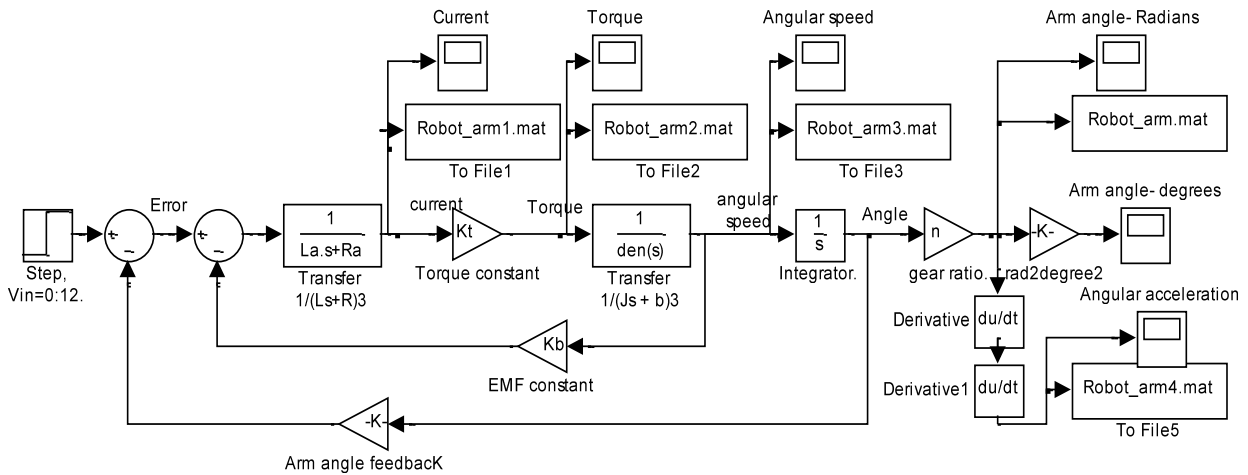 Current
Torque
Angular speed
Arm angle- Radians
Robot_arm1.mat
Robot_arm2.mat
Robot_arm3.mat
Robot_arm.mat
To File1
To File2
To File3
Arm angle- degrees
Error
current
Torque
angular
speed
Angle
+
-
+
-
1
La.s+Ra
Kt
1
den(s)
1
s
n
-K-
Step,
Vin=0:12.
Transfer
1/(Ls+R)3
Torque constant
Transfer
1/(Js + b)3
Integrator.
gear ratio.
rad2degree2
Angular acceleration
Derivative
du/dt
Kb
EMF constant
Derivative1
du/dt
Robot_arm4.mat
To File5
-K-
Arm angle feedbacK